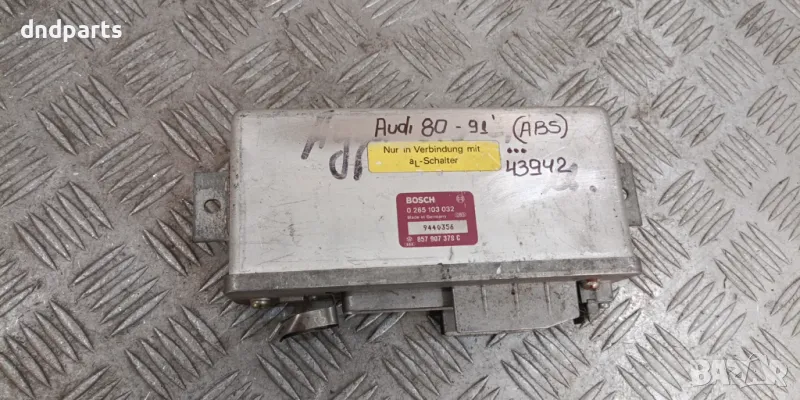 dndparts
Audi 80 - 91' (ABS)
...
43942
Nur in Verbindung mit
aL-Schalter
BOSCH
0 265 103 032
Made in Germany
9440356
857 907 379 C
BAZAR